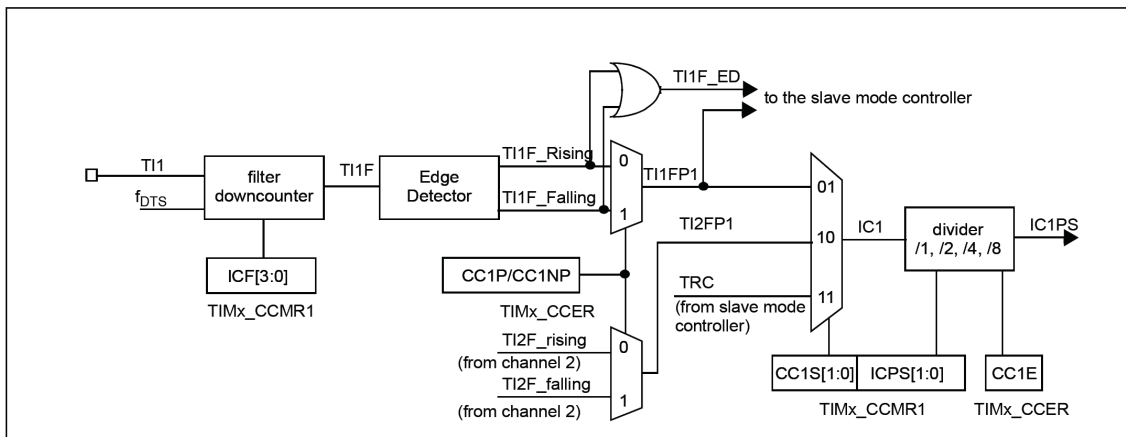 TI1F_ED
to the slave mode controller
TI1
TI1F
TI1F_Rising
0
TI1FP1
filter
downcounter
Edge
Detector
01
fDTS
TI1F_Falling
1
TI2FP1
10
IC1
divider
/1, /2, /4, /8
IC1PS
ICF[3:0]
CC1P/CC1NP
TRC
11
(from slave mode
controller)
TIMx_CCMR1
TIMx_CCER
TI2F_rising
0
(from channel 2)
TI2F_falling
1
(from channel 2)
CC1S[1:0]
ICPS[1:0]
CC1E
TIMx_CCMR1
TIMx_CCER